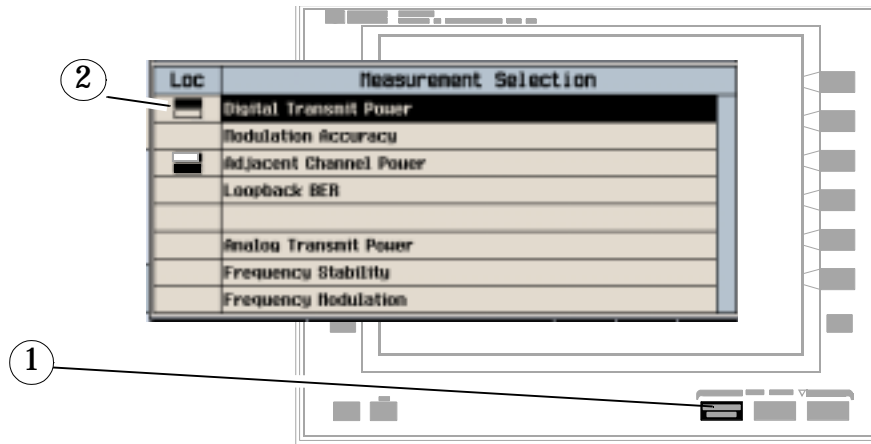 2
Loc Measurement Selection
Digital Transmit Power
Modulation Accuracy
Adjacent Channel Power
Loopback BER
Analog Transmit Power
Frequency Stability
Frequency Modulation
1